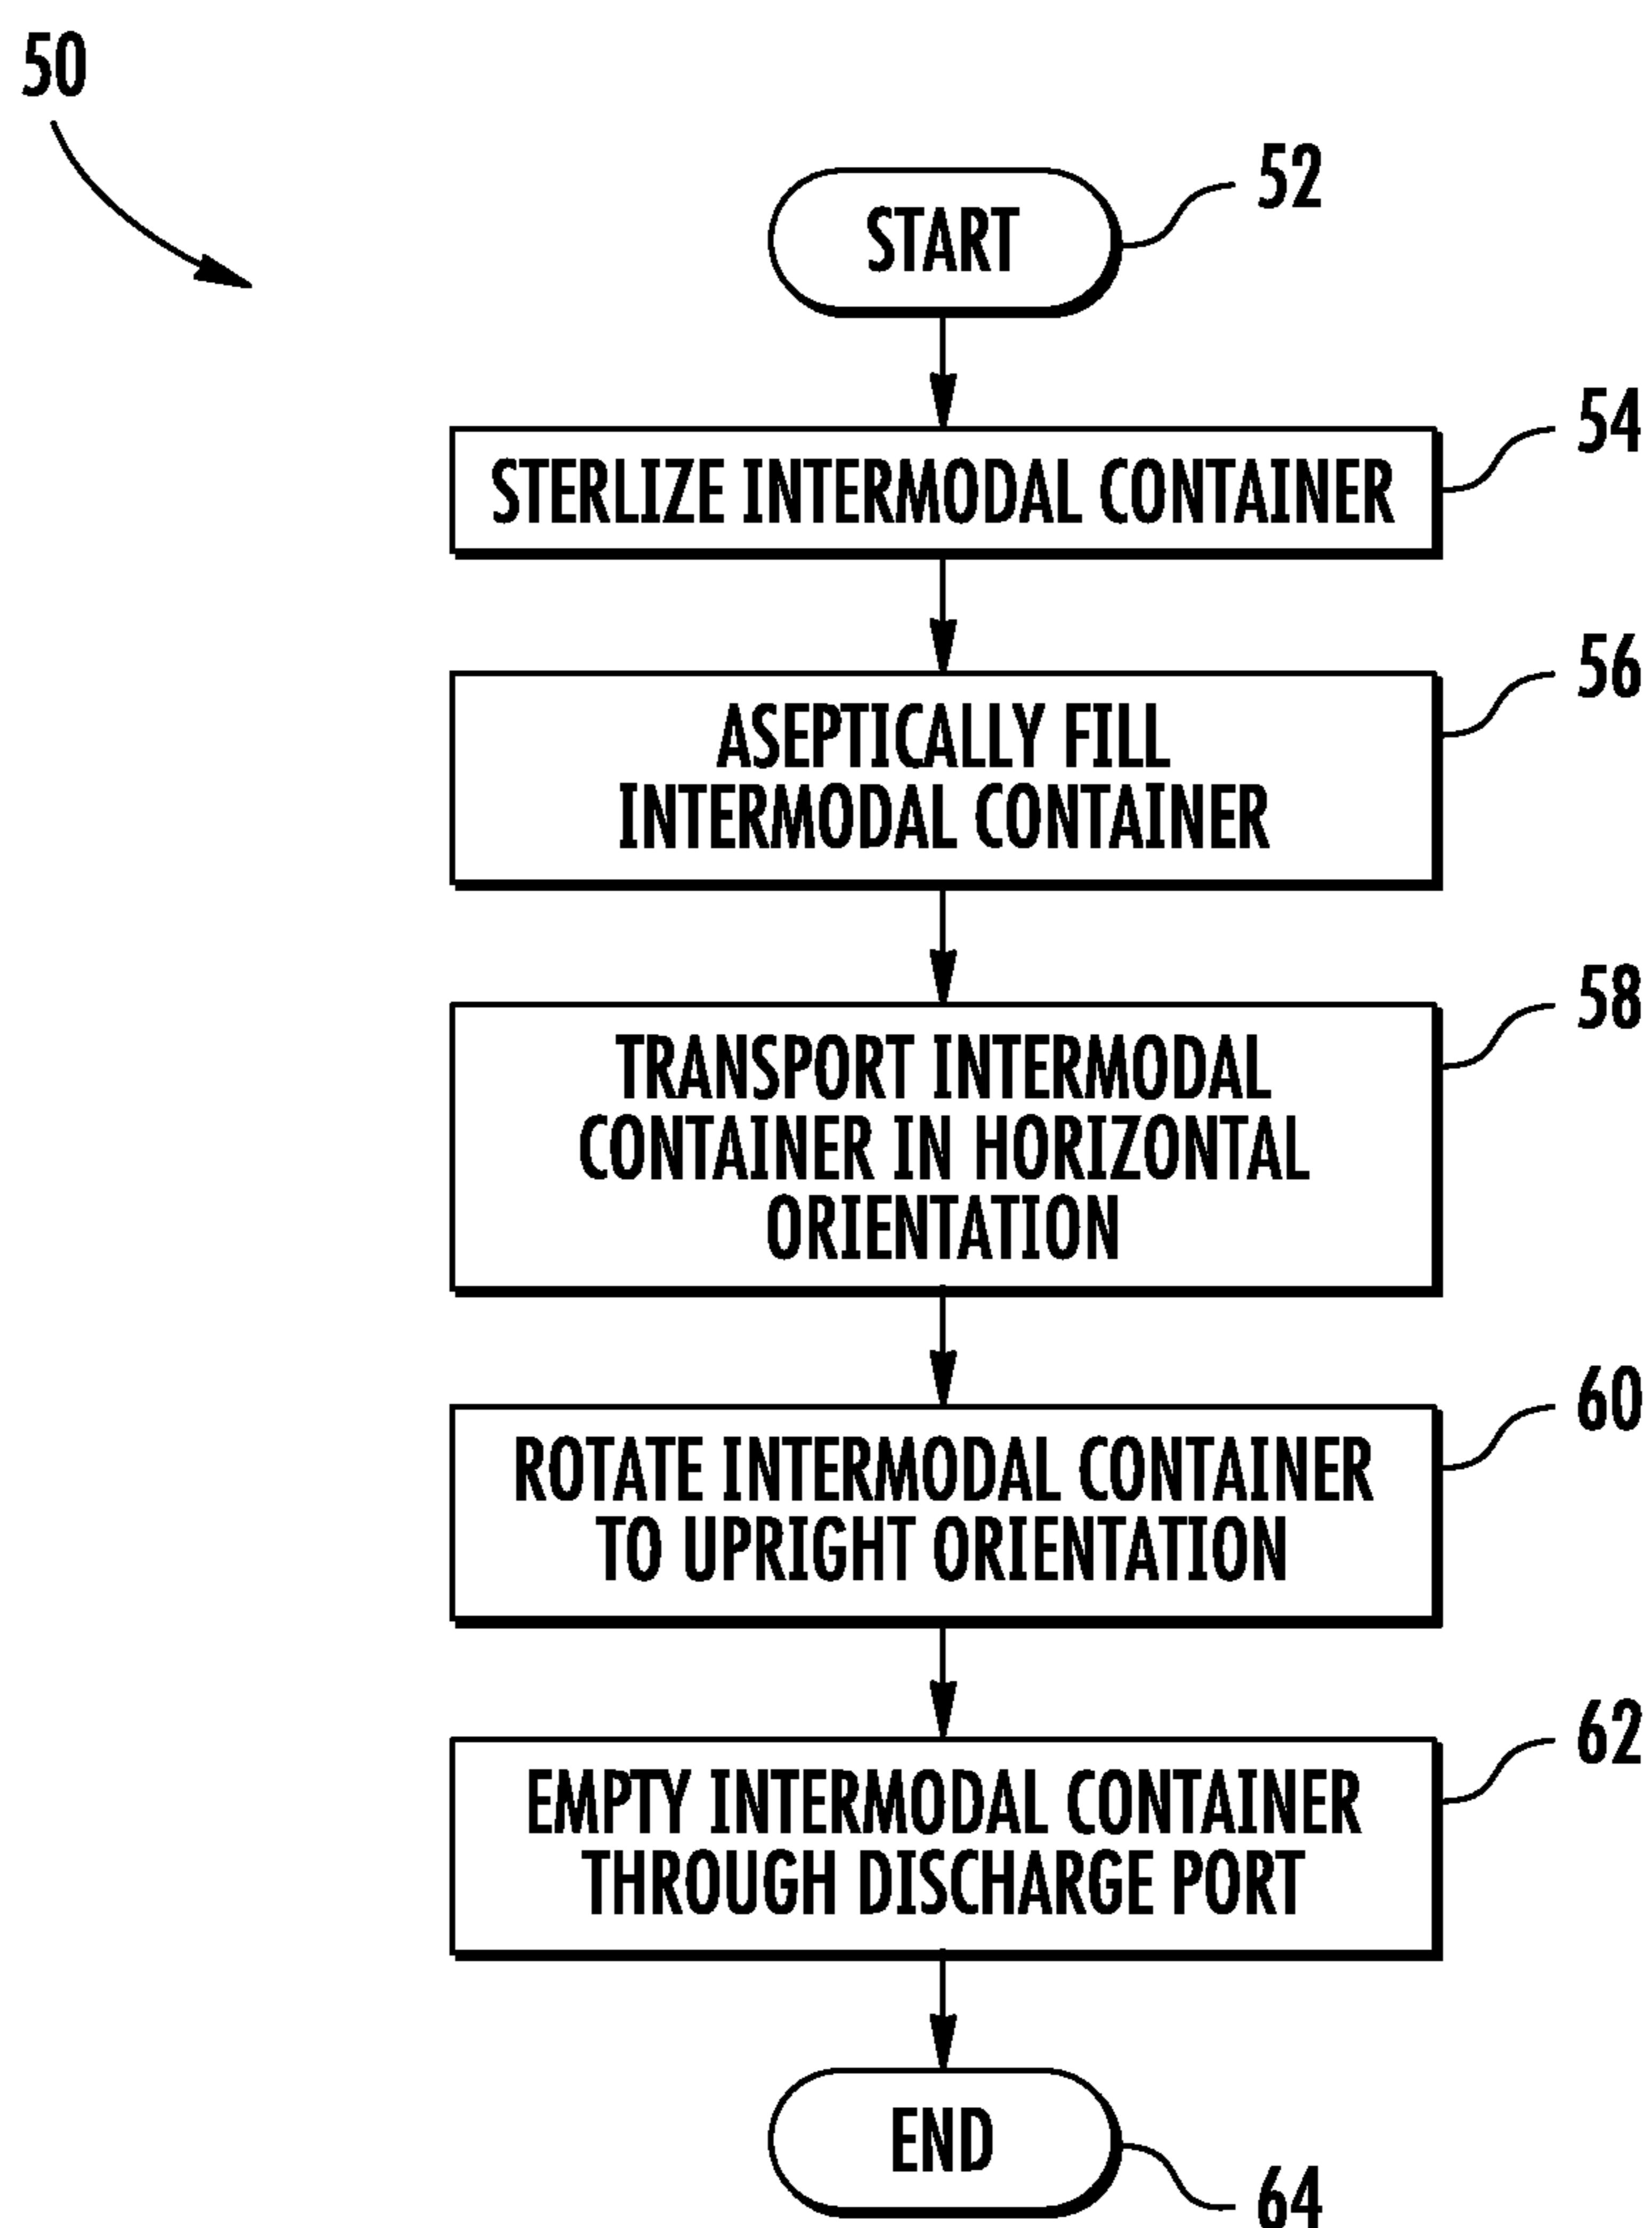 50
START
52
STERLIZE INTERMODAL CONTAINER
54
ASEPTICALLY FILL
INTERMODAL CONTAINER
56
TRANSPORT INTERMODAL
CONTAINER IN HORIZONTAL
ORIENTATION
58
ROTATE INTERMODAL CONTAINER
TO UPRIGHT ORIENTATION
60
EMPTY INTERMODAL CONTAINER
THROUGH DISCHARGE PORT
62
END
64